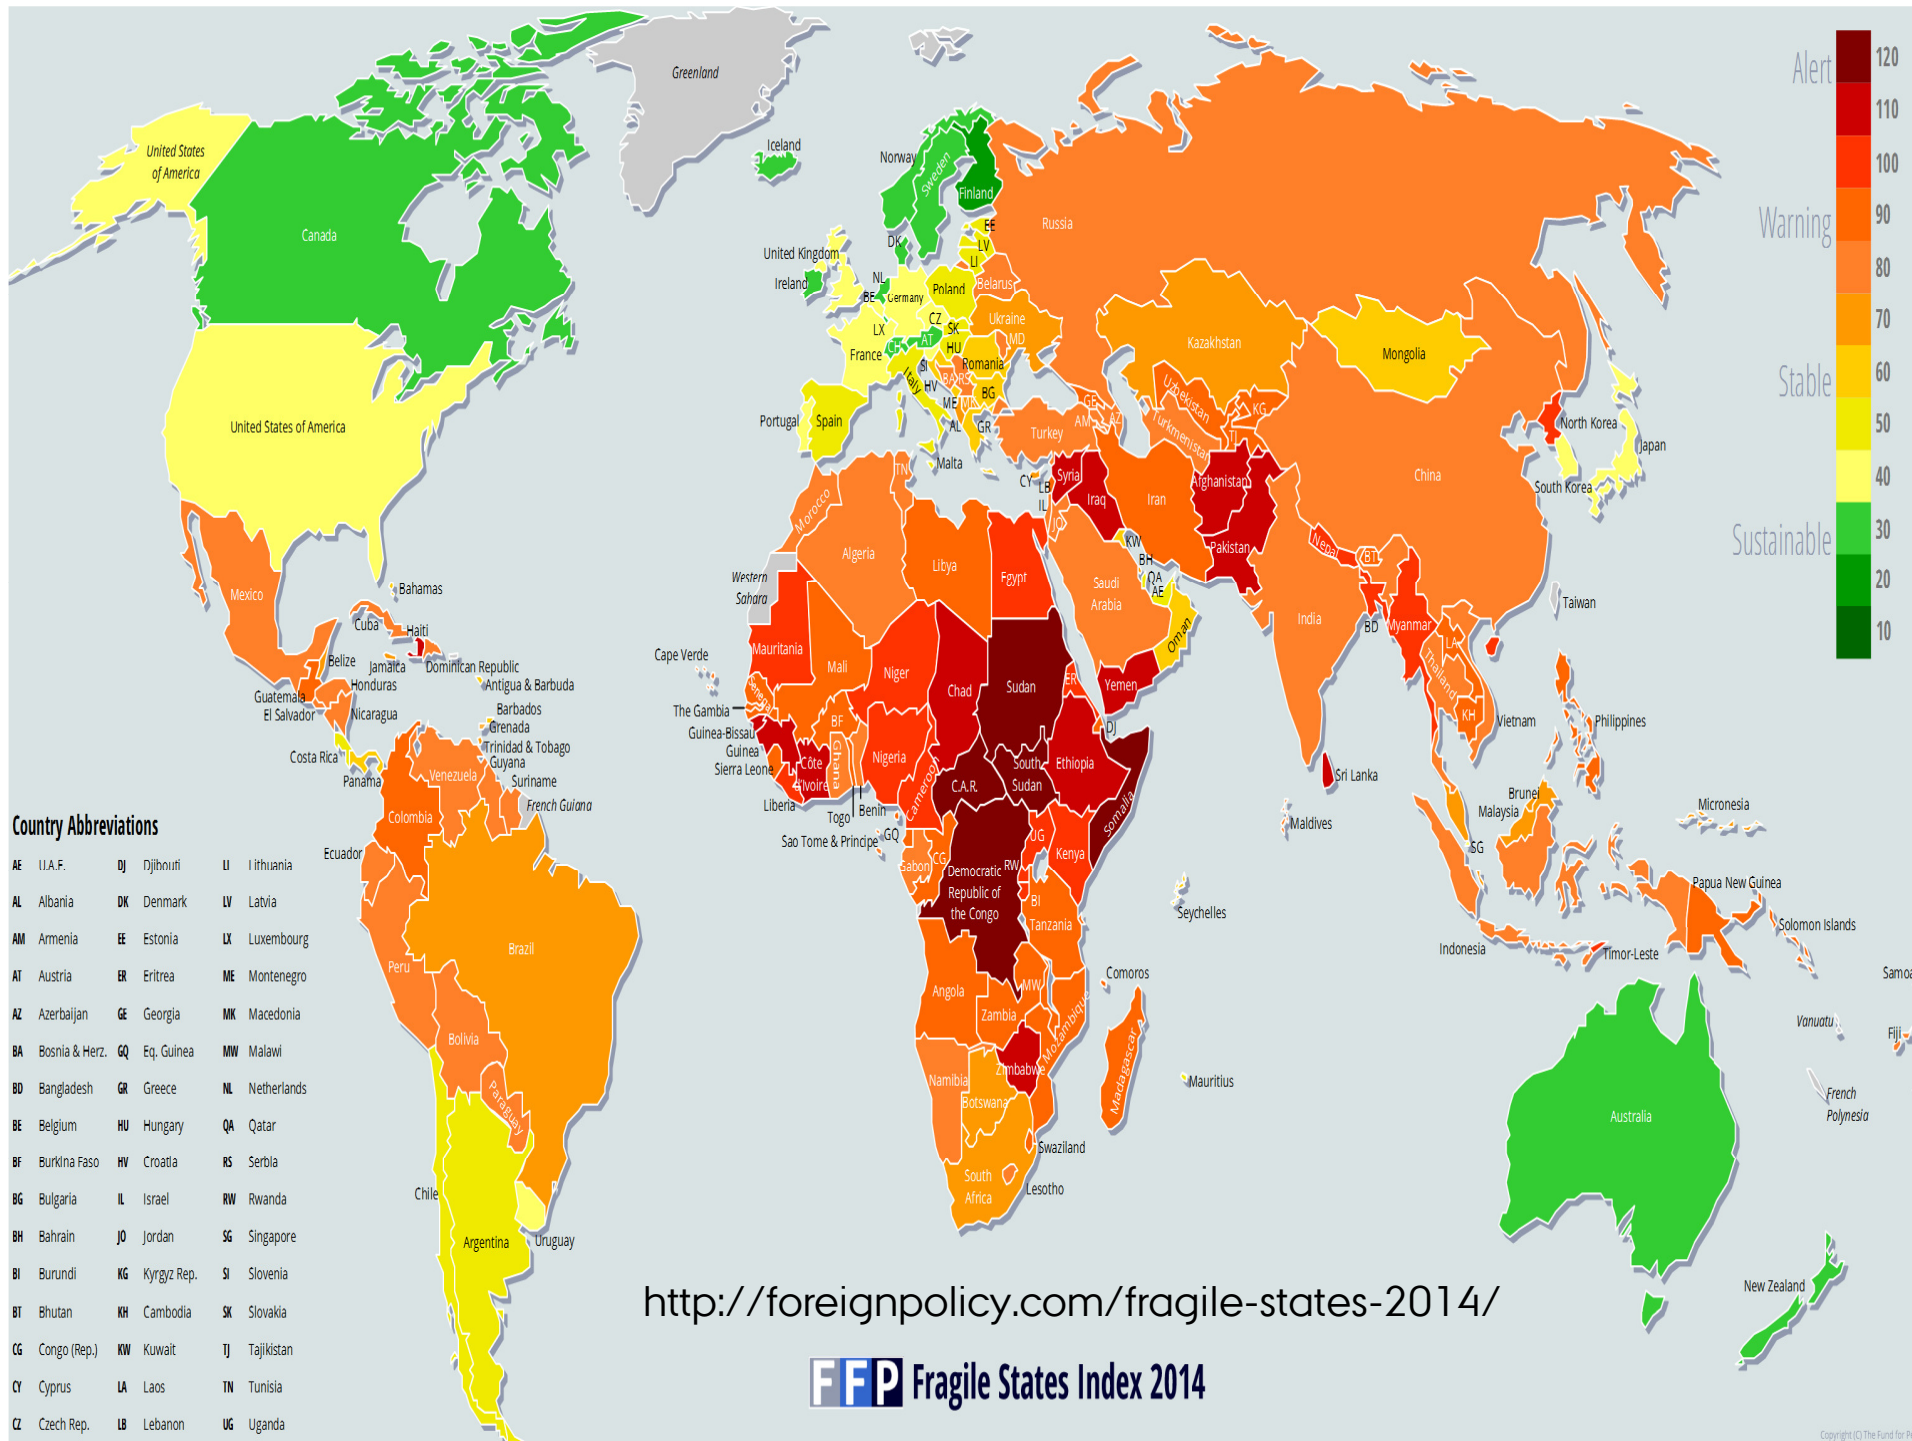 Greenland
United States
of America
Canada
United States of America
Mexico
Bahamas
Cuba
Haiti
Belize
Jamaica
Dominican Republic
Honduras
Antigua & Barbuda
Guatemala
El Salvador
Nicaragua
Barbados
Grenada
Costa Rica
Trinidad & Tobago
Guyana
Panama
Venezuela
Suriname
French Guiana
Colombia
Ecuador
Brazil
Peru
Bolivia
Paraguay
Chile
Argentina
Uruguay
Iceland
Norway
Sweden
Finland
Russia
EE
DK
LV
LI
United Kingdom
Ireland
NL
BE
Germany
Poland
Belarus
LX
CZ
SK
Ukraine
France
CH
AT
HU
MD
SI
Romania
Italy
HV
BA
RS
BG
ME
MK
Portugal
Spain
AL
GR
Malta
Turkey
GE
AM
AZ
Kazakhstan
Uzbekistan
Turkmenistan
KG
TJ
Mongolia
China
North Korea
South Korea
Japan
CY
LB
IL
Syria
Iraq
JO
Iran
Afghanistan
Pakistan
KW
BH
QA
AE
Saudi
Arabia
Oman
Yemen
Nepal
BT
India
BD
Myanmar
LA
Thailand
KH
Vietnam
Taiwan
Philippines
Sri Lanka
Maldives
Brunei
Malaysia
SG
Indonesia
Timor-Leste
Papua New Guinea
Solomon Islands
Micronesia
Samoa
Vanuatu
Fiji
French
Polynesia
Australia
New Zealand
TN
Morocco
Algeria
Libya
Egypt
Western
Sahara
Mauritania
Mali
Niger
Chad
Sudan
ER
DJ
Cape Verde
Senegal
The Gambia
Guinea-Bissau
Guinea
Sierra Leone
Liberia
Côte
d'Ivoire
BF
Ghana
Togo
Benin
Nigeria
Cameroon
Sao Tome & Principe
GQ
C.A.R.
South
Sudan
Ethiopia
Somalia
Gabon
CG
Democratic
Republic of
the Congo
UG
RW
BI
Kenya
Tanzania
Seychelles
Angola
Zambia
MW
Mozambique
Comoros
Madagascar
Mauritius
Zimbabwe
Namibia
Botswana
South
Africa
Swaziland
Lesotho
Alert
Warning
Stable
Sustainable
120
110
100
90
80
70
60
50
40
30
20
10
Country Abbreviations
AE U.A.E. DJ Djibouti LI Lithuania
AL Albania DK Denmark LV Latvia
AM Armenia EE Estonia LX Luxembourg
AT Austria ER Eritrea ME Montenegro
AZ Azerbaijan GE Georgia MK Macedonia
BA Bosnia & Herz. GQ Eq. Guinea MW Malawi
BD Bangladesh GR Greece NL Netherlands
BE Belgium HU Hungary QA Qatar
BF Burkina Faso HV Croatia RS Serbia
BG Bulgaria IL Israel RW Rwanda
BH Bahrain JO Jordan SG Singapore
BI Burundi KG Kyrgyz Rep. SI Slovenia
BT Bhutan KH Cambodia SK Slovakia
CG Congo (Rep.) KW Kuwait TJ Tajikistan
CY Cyprus LA Laos TN Tunisia
CZ Czech Rep. LB Lebanon UG Uganda
http://foreignpolicy.com/fragile-states-2014/
FFP Fragile States Index 2014
Copyright (C) The Fund for